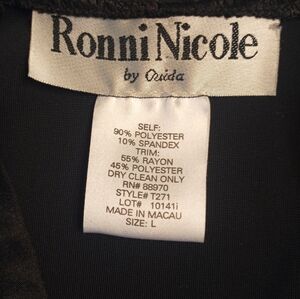 Ronni Nicole
by Ouida
SELF:
90% POLYESTER
10% SPANDEX
TRIM:
55% RAYON
45% POLYESTER
DRY CLEAN ONLY
RN# 88970
STYLE# T271
LOT# 10141i
MADE IN MACAU
SIZE: L